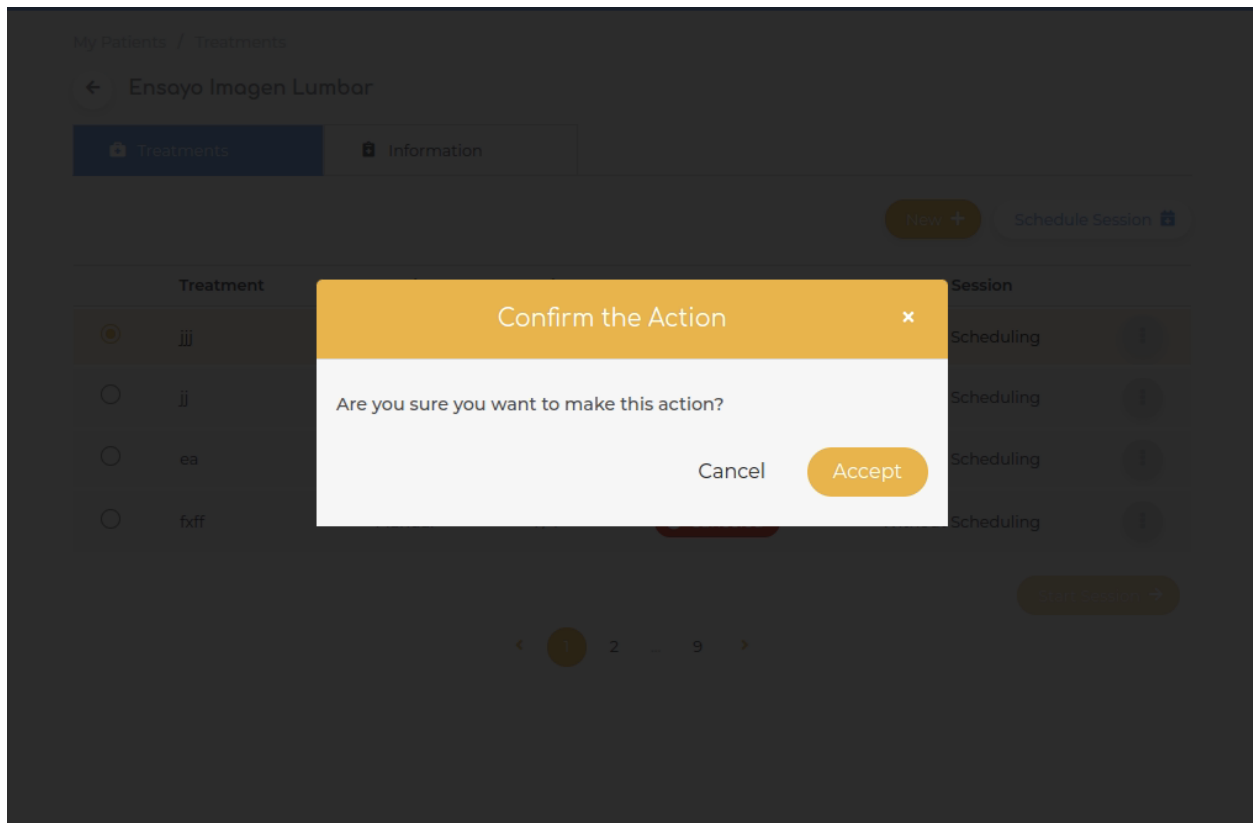 My Patients / Treatments
Ensayo Imagen Lumbar
Treatments
Information
New +
Schedule Session
Treatment
Session
Confirm the Action
×
jjj
Scheduling
jj
Scheduling
Are you sure you want to make this action?
ea
Scheduling
Cancel
Accept
fxff
Scheduling
1 2 ... 9